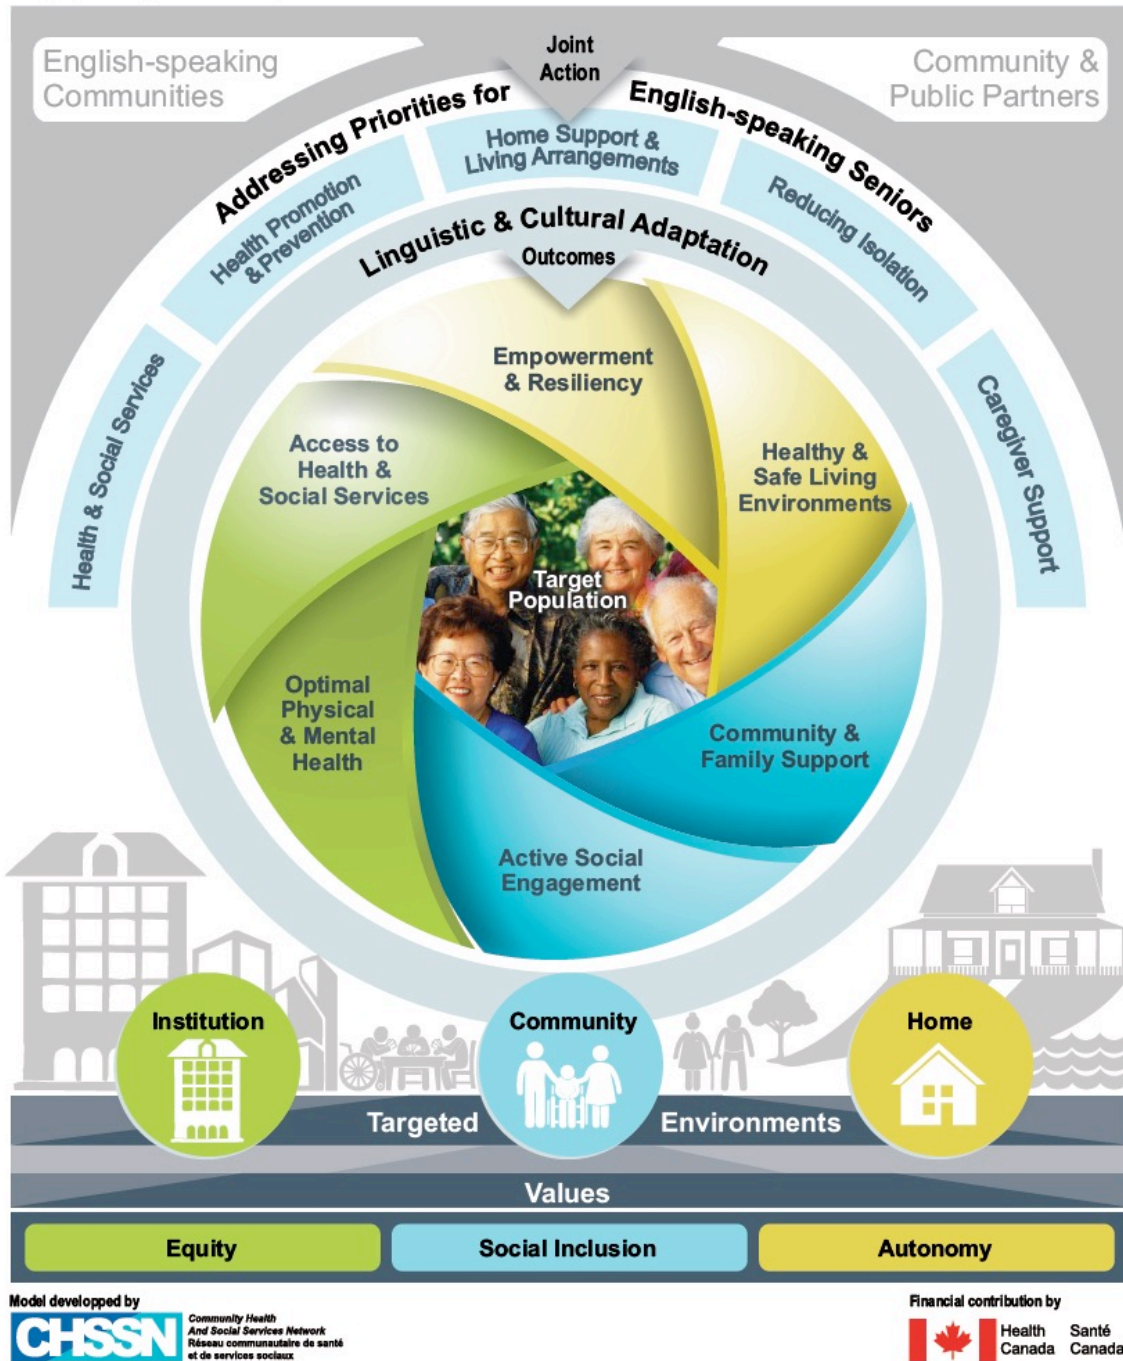 English-speaking
Communities
Joint
Action
Community &
Public Partners
Addressing Priorities for
English-speaking Seniors
Health & Social Services
Health Promotion
& Prevention
Home Support &
Living Arrangements
Reducing Isolation
Caregiver Support
Linguistic & Cultural Adaptation
Outcomes
Empowerment
& Resiliency
Access to
Health &
Social Services
Healthy &
Safe Living
Environments
Target
Population
Optimal
Physical
& Mental
Health
Community &
Family Support
Active Social
Engagement
Institution
Community
Home
Targeted Environments
Values
Equity
Social Inclusion
Autonomy
Model developped by
CHSSN
Community Health
And Social Services Network
Réseau communautaire de santé
et de services sociaux
Financial contribution by
Health Santé
Canada Canada